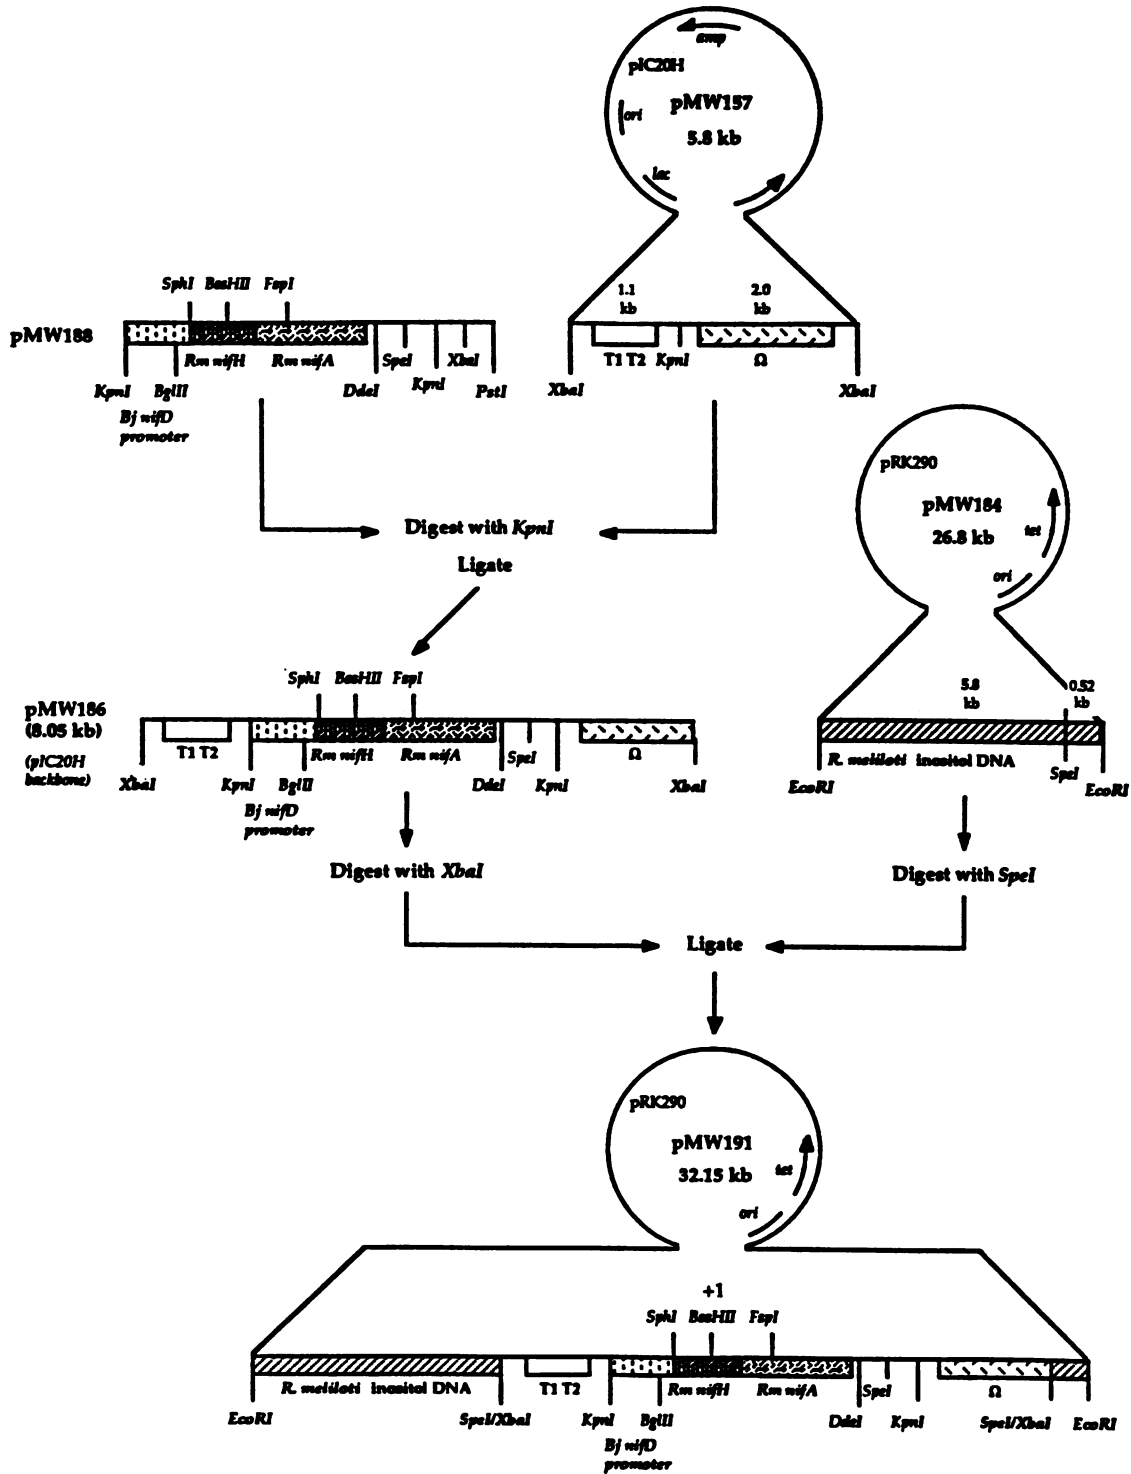 amp
pIC20H
pMW157
ori
5.8 kb
lac
SphI BssHII FspI
1.1 kb
2.0 kb
pMW188
Rm nifH Rm nifA SpeI XbaI
T1 T2 KpnI Ω
KpnI BglII DdeI KpnI PstI
XbaI XbaI
Bj nifD
promoter
pRK290
pMW184
26.8 kb
tet
ori
Digest with KpnI
Ligate
SphI BssHII FspI
5.8 kb
0.52 kb
pMW186
(8.05 kb)
(pIC20H
backbone)
T1 T2 Rm nifH Rm nifA SpeI Ω
XbaI KpnI BglII DdeI KpnI XbaI
Bj nifD
promoter
R. meliloti inositol DNA
SpeI
EcoRI EcoRI
Digest with XbaI
Digest with SpeI
Ligate
pRK290
pMW191
32.15 kb
tet
ori
+1
SphI BssHII FspI
R. meliloti inositol DNA T1 T2 Rm nifH Rm nifA SpeI Ω
EcoRI SpeI/XbaI KpnI BglII DdeI KpnI SpeI/XbaI EcoRI
Bj nifD
promoter